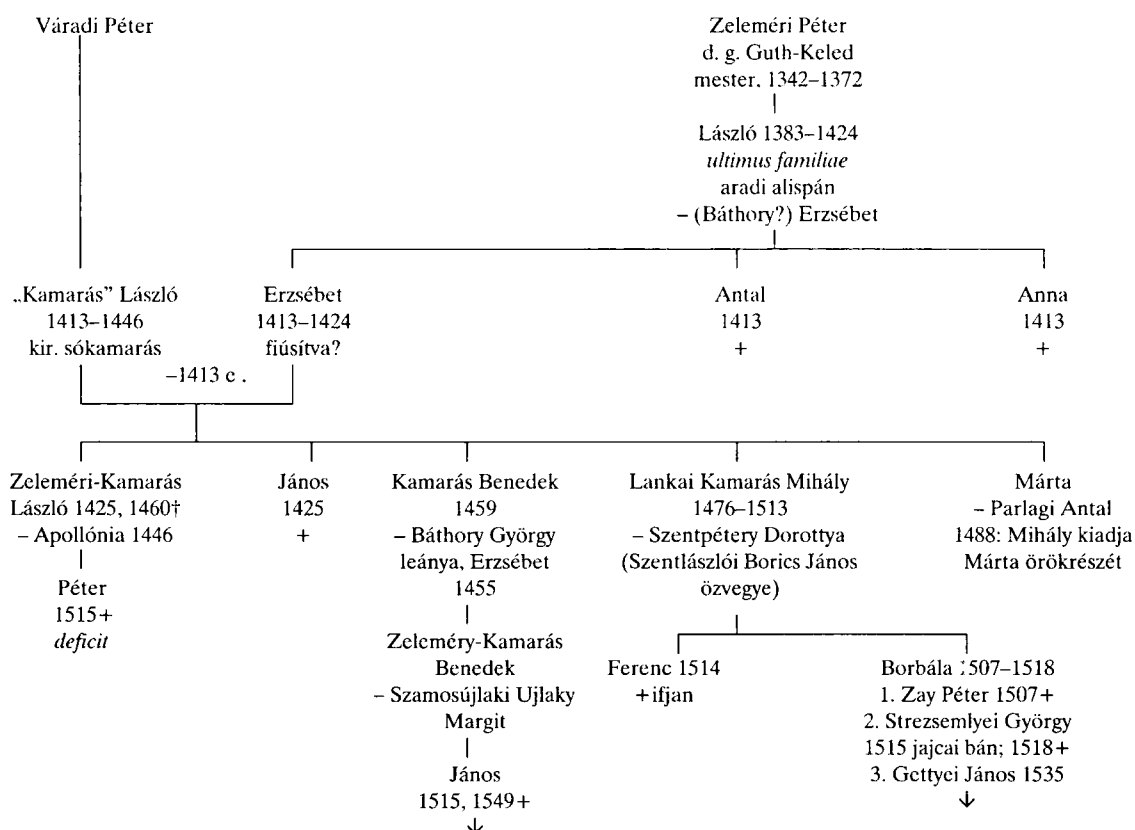 Váradi Péter
Zeleméri Péter
d. g. Guth-Keled
mester, 1342–1372
László 1383–1424
ultimus familiae
aradi alispán
– (Báthory?) Erzsébet
„Kamarás” László
1413–1446
kir. sókamarás
Erzsébet
1413–1424
fiúsítva?
–1413 e .
Antal
1413
+
Anna
1413
+
Zeleméri-Kamarás
László 1425, 1460†
– Apollónia 1446
Péter
1515+
deficit
János
1425
+
Kamarás Benedek
1459
– Báthory György
leánya, Erzsébet
1455
Zeleméry-Kamarás
Benedek
– Szamosújlaki Ujlaky
Margit
János
1515, 1549+
Lankai Kamarás Mihály
1476–1513
– Szentpétery Dorottya
(Szentlászlói Borics János
özvegye)
Ferenc 1514
+ifjan
Borbála 1507–1518
1. Zay Péter 1507+
2. Strezsemlyei György
1515 jajcai bán; 1518+
3. Gettyei János 1535
Márta
– Parlagi Antal
1488: Mihály kiadja
Márta örökrészét